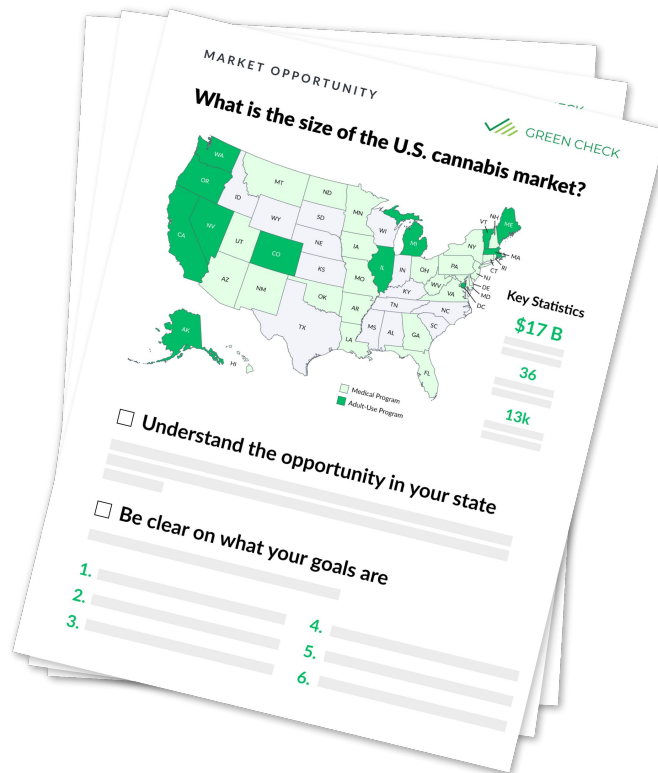 MARKET OPPORTUNITY
GREEN CHECK
What is the size of the U.S. cannabis market?
WA
OR
CA
NV
ID
MT
WY
UT
CO
AZ
NM
ND
SD
NE
KS
OK
TX
MN
IA
MO
AR
LA
WI
IL
MI
IN
OH
KY
TN
MS
AL
GA
FL
SC
NC
VA
WV
PA
NY
VT
NH
ME
MA
RI
CT
NJ
DE
MD
DC
AK
HI
Medical Program
Adult-Use Program
Key Statistics
$17 B
36
13k
Understand the opportunity in your state
Be clear on what your goals are
1.
2.
3.
4.
5.
6.